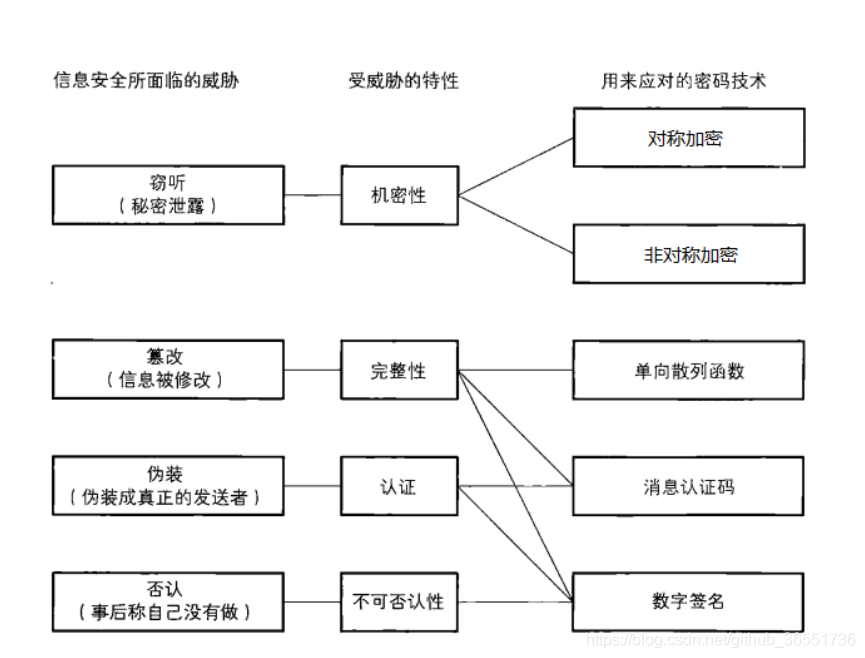 信息安全所面临的威胁 受威胁的特性 用来应对的密码技术
对称加密
窃听
（秘密泄露）
机密性
非对称加密
篡改
（信息被修改）
完整性
单向散列函数
伪装
（伪装成真正的发送者）
认证
消息认证码
否认
（事后称自己没有做）
不可否认性
数字签名
https://blog.csdn.net/github_36551736